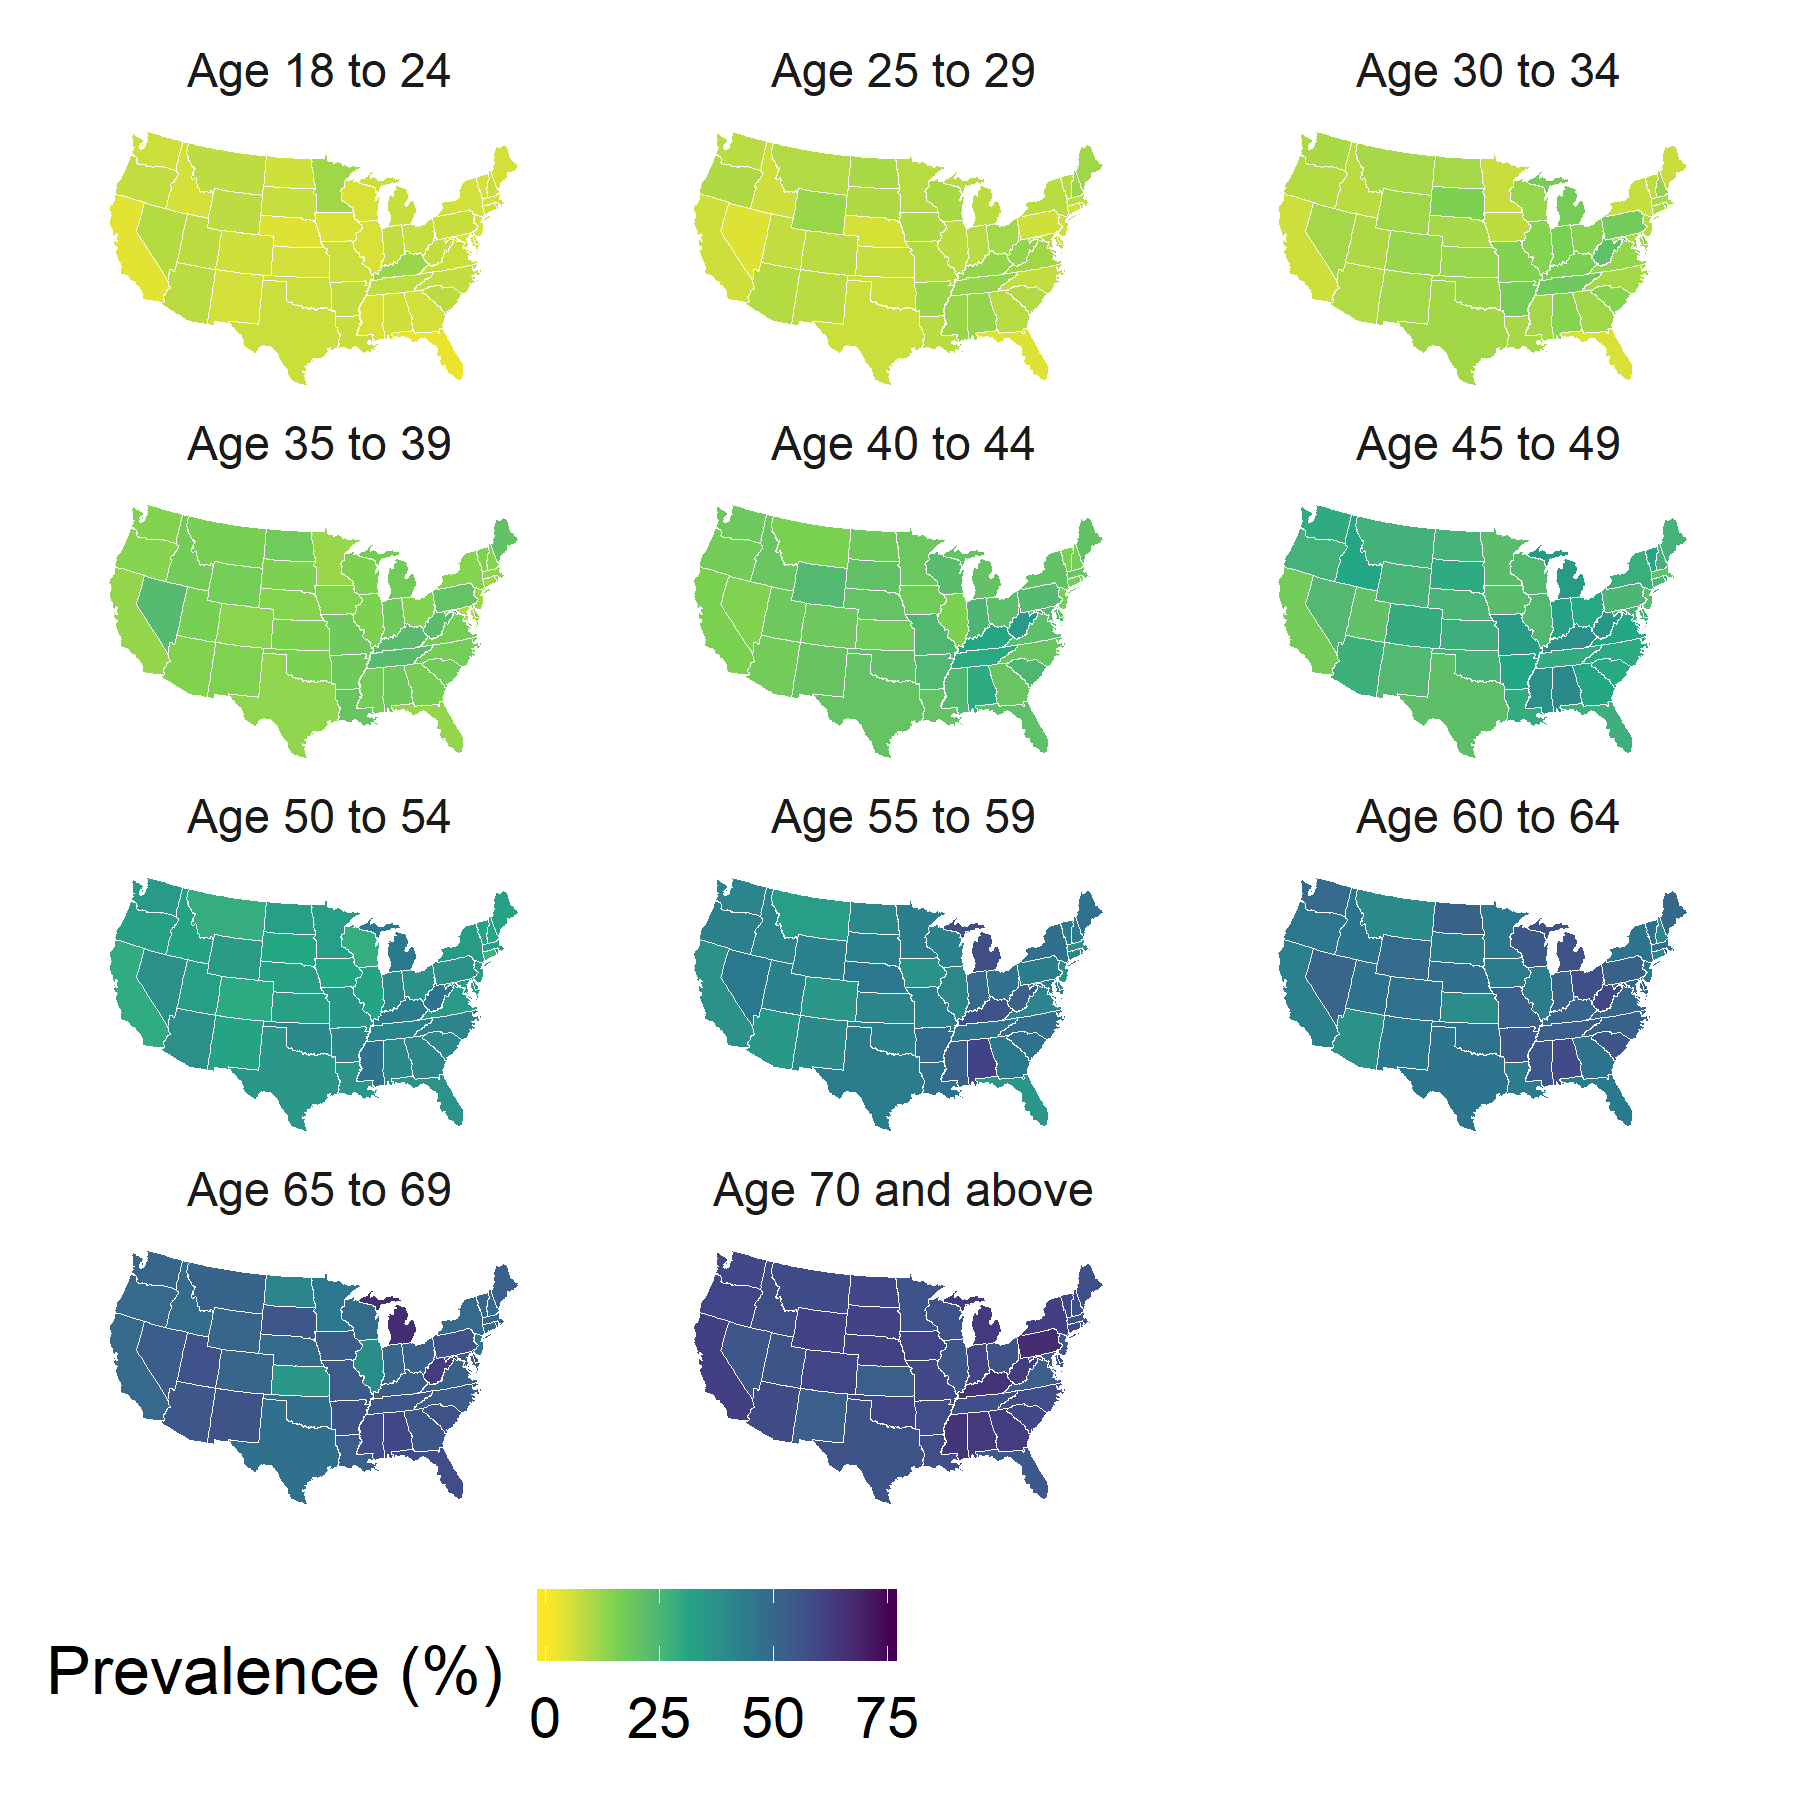 Age 18 to 24
Age 25 to 29
Age 30 to 34
Age 35 to 39
Age 40 to 44
Age 45 to 49
Age 50 to 54
Age 55 to 59
Age 60 to 64
Age 65 to 69
Age 70 and above
Prevalence (%)
0 25 50 75